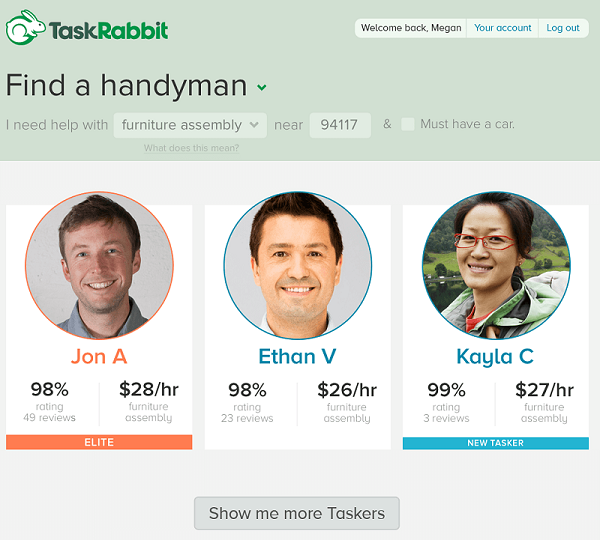 TaskRabbit
Welcome back, Megan Your account Log out
Find a handyman
I need help with furniture assembly near 94117 & Must have a car.
What does this mean?
Jon A
98% $28/hr
rating furniture
49 reviews assembly
ELITE
Ethan V
98% $26/hr
rating furniture
23 reviews assembly
Kayla C
99% $27/hr
rating furniture
3 reviews assembly
NEW TASKER
Show me more Taskers